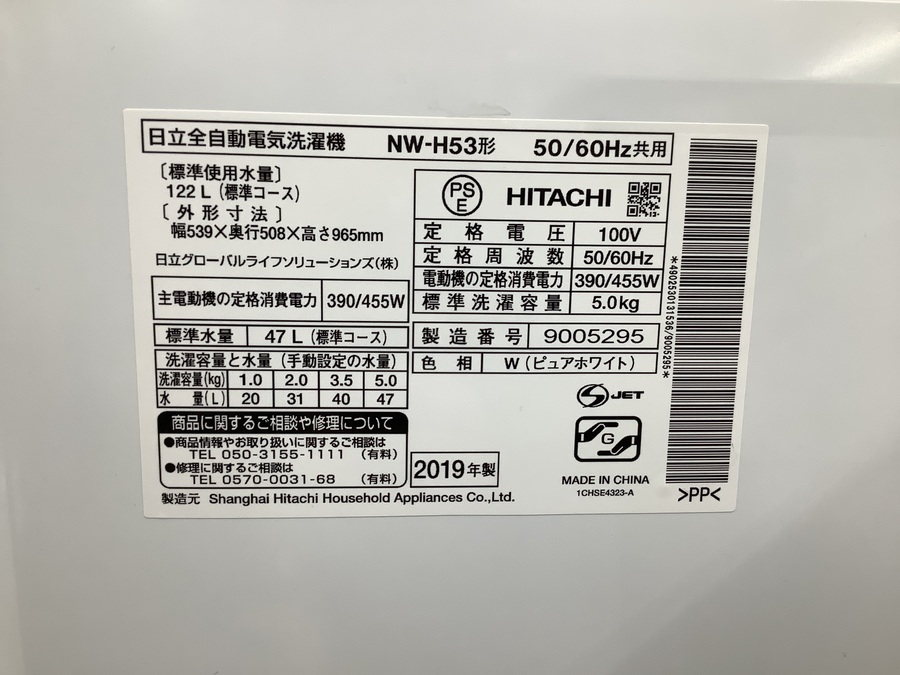 日立全自動電気洗濯機 NW-H53形 50/60Hz共用
〔標準使用水量〕
122 L (標準コース)
〔外形寸法〕
幅539×奥行508×高さ965mm
日立グローバルライフソリューションズ(株)
主電動機の定格消費電力 390/455W
標準水量 47 L (標準コース)
洗濯容量と水量 (手動設定の水量)
洗濯容量(kg) 1.0 2.0 3.5 5.0
水 量(L) 20 31 40 47
商品に関するご相談や修理について
●商品情報やお取り扱いに関するご相談は
TEL 050-3155-1111 (有料)
●修理に関するご相談は
TEL 0570-0031-68 (有料)
製造元 Shanghai Hitachi Household Appliances Co.,Ltd.
PS
E
HITACHI
定格電圧 100V
定格周波数 50/60Hz
電動機の定格消費電力 390/455W
標準洗濯容量 5.0kg
製造番号 9005295
色相 W (ピュアホワイト)
S JET
G
2019年製
MADE IN CHINA
1CHSE4323-A
*4902530131536/9005295*
>PP<